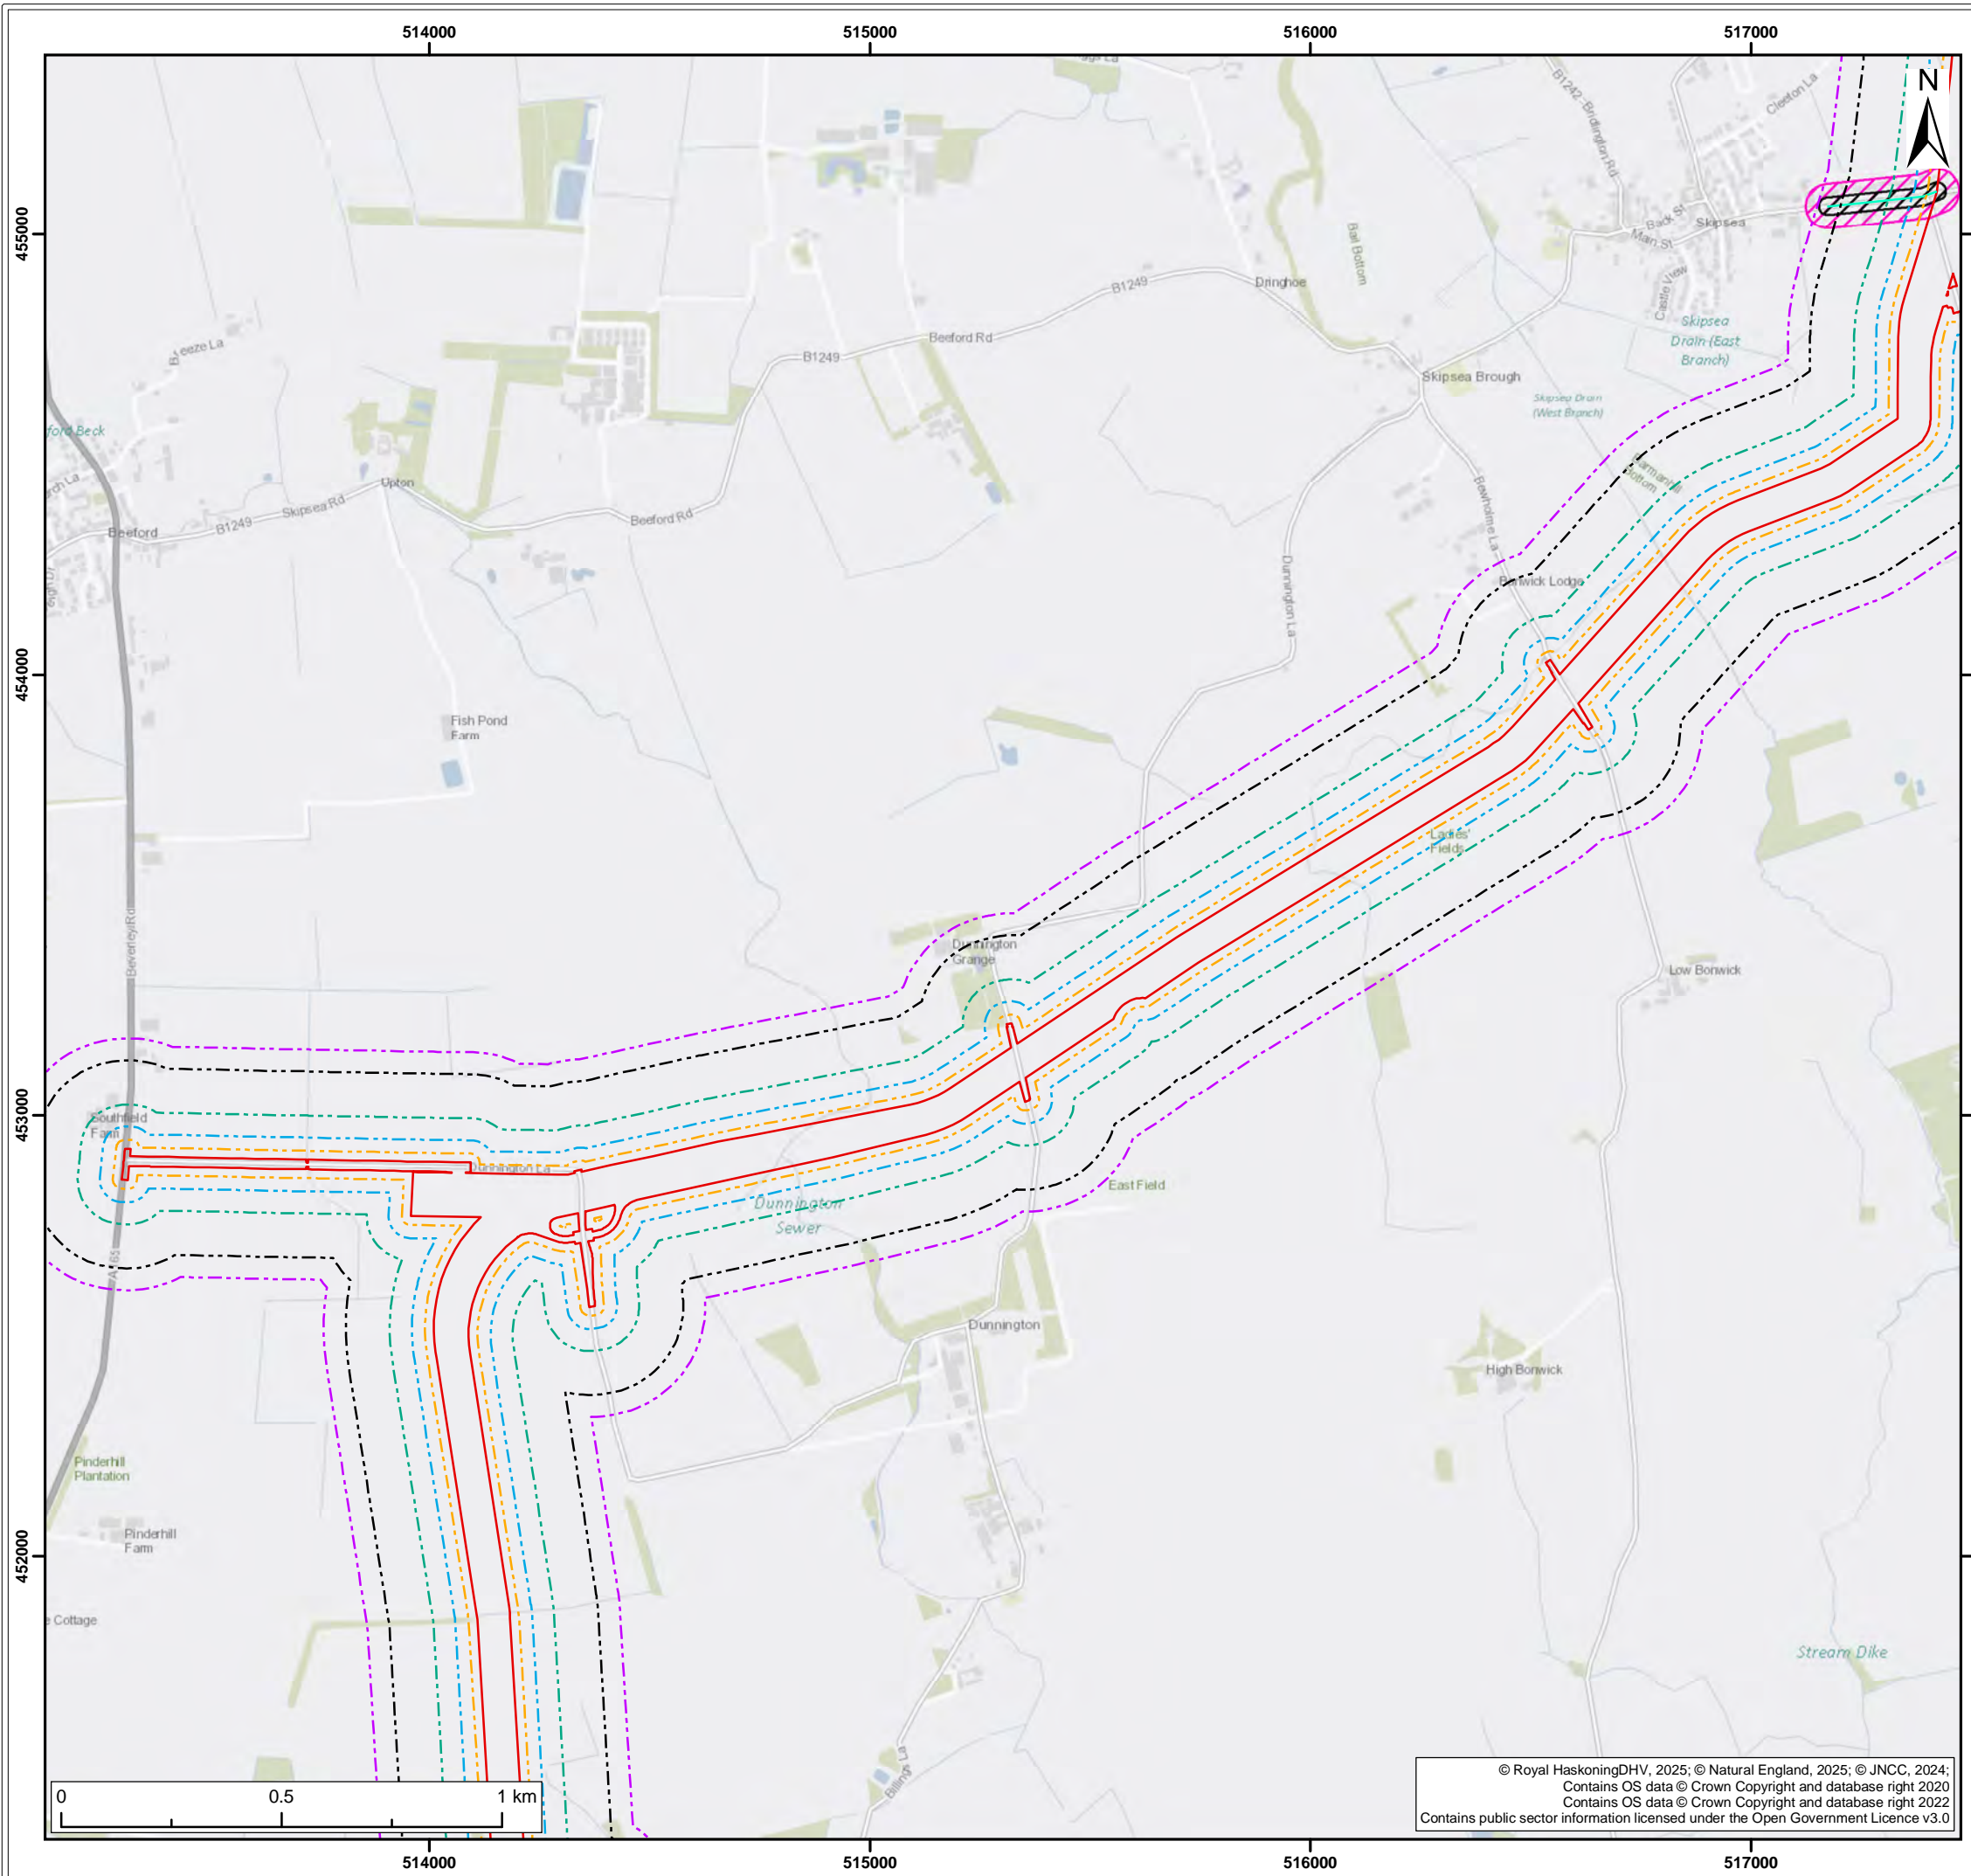 514000
515000
516000
517000
N
455000
454000
453000
452000
B1242-Bridlington Rd
Cleeton La
Back St
Main St
Skipsea
Castle View
Bail Bottom
Dringhoe
B1249
Beeford Rd
B1249
Skipsea
Drain (East
Branch)
Skipsea Brough
Skipsea Drain
(West Branch)
Breeze La
ford Beck
Upton
Skipsea Rd
B1249
Beeford
Beeford Rd
Bewholme La
Dunnington La
Bonwick Lodge
Fish Pond
Farm
Ladies'
Fields
Beverley Rd
Dunnington
Grange
Low Bonwick
Southfield
Farm
Dunnington La
Dunnington
Sewer
East Field
Dunnington
High Bonwick
Pinderhill
Plantation
Pinderhill
Farm
e Cottage
Stream Dike
Billings La
0 0.5 1 km
© Royal HaskoningDHV, 2025; © Natural England, 2025; © JNCC, 2024;
Contains OS data © Crown Copyright and database right 2020
Contains OS data © Crown Copyright and database right 2022
Contains public sector information licensed under the Open Government Licence v3.0
514000
515000
516000
517000